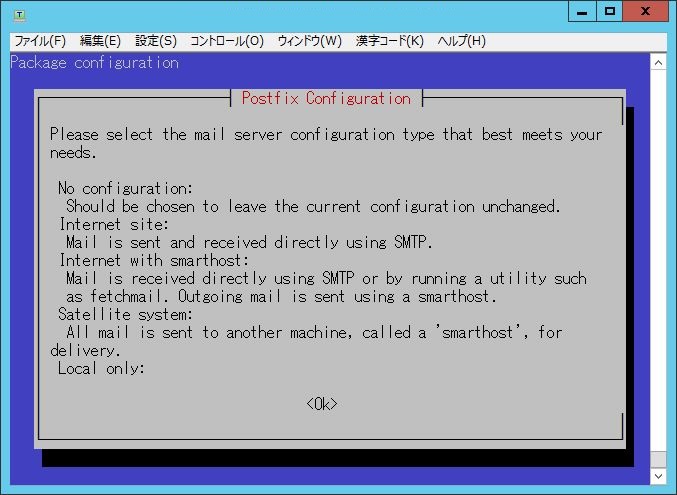 ファイル(F) 編集(E) 設定(S) コントロール(O) ウィンドウ(W) 漢字コード(K) ヘルプ(H)
Package configuration
Postfix Configuration
Please select the mail server configuration type that best meets your
needs.
No configuration:
Should be chosen to leave the current configuration unchanged.
Internet site:
Mail is sent and received directly using SMTP.
Internet with smarthost:
Mail is received directly using SMTP or by running a utility such
as fetchmail. Outgoing mail is sent using a smarthost.
Satellite system:
All mail is sent to another machine, called a 'smarthost', for
delivery.
Local only:
<Ok>